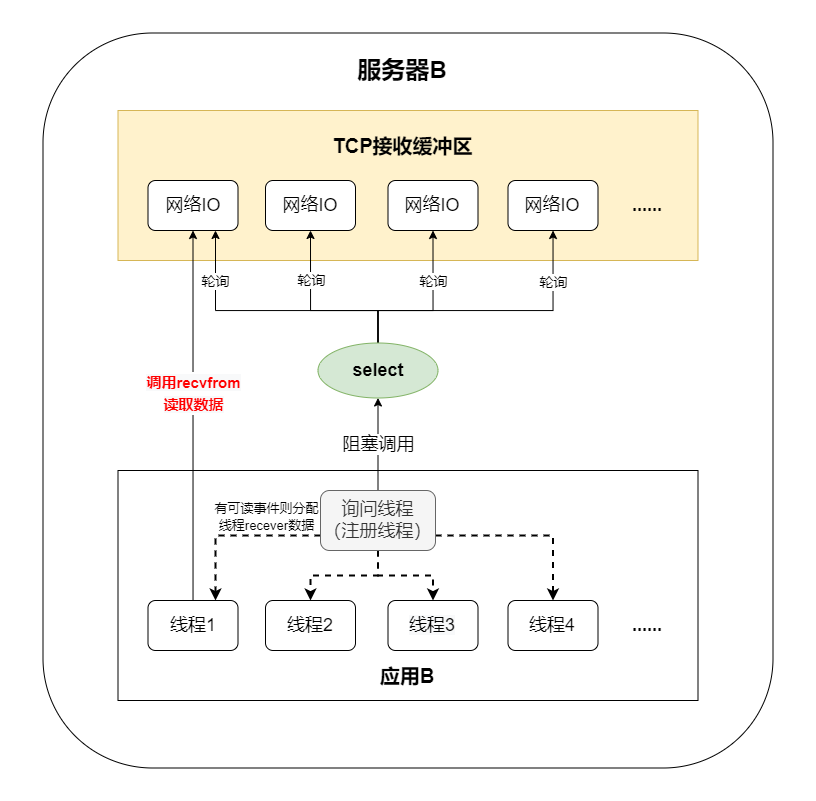 服务器B
TCP接收缓冲区
网络IO
网络IO
网络IO
网络IO
......
轮询
轮询
轮询
轮询
select
调用recvfrom
读取数据
阻塞调用
有可读事件则分配
线程recever数据
询问线程
（注册线程）
线程1
线程2
线程3
线程4
......
应用B